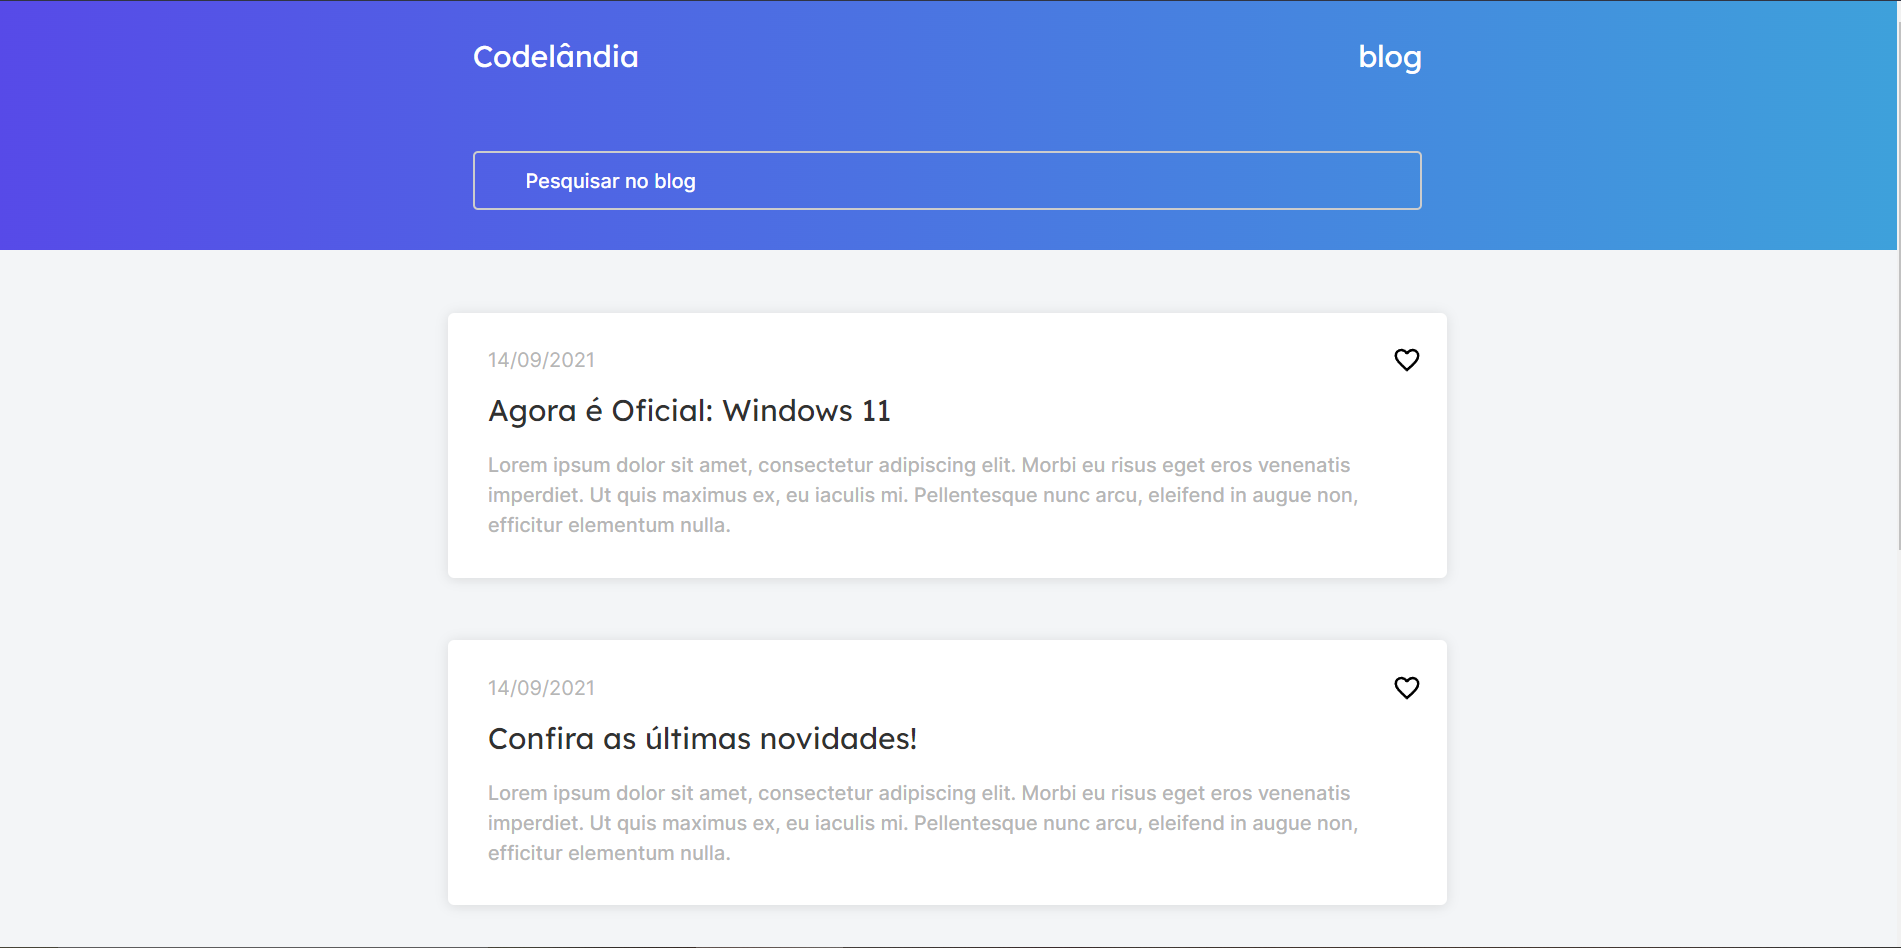 Codelândia
blog
Pesquisar no blog
14/09/2021
Agora é Oficial: Windows 11
Lorem ipsum dolor sit amet, consectetur adipiscing elit. Morbi eu risus eget eros venenatis
imperdiet. Ut quis maximus ex, eu iaculis mi. Pellentesque nunc arcu, eleifend in augue non,
efficitur elementum nulla.
14/09/2021
Confira as últimas novidades!
Lorem ipsum dolor sit amet, consectetur adipiscing elit. Morbi eu risus eget eros venenatis
imperdiet. Ut quis maximus ex, eu iaculis mi. Pellentesque nunc arcu, eleifend in augue non,
efficitur elementum nulla.